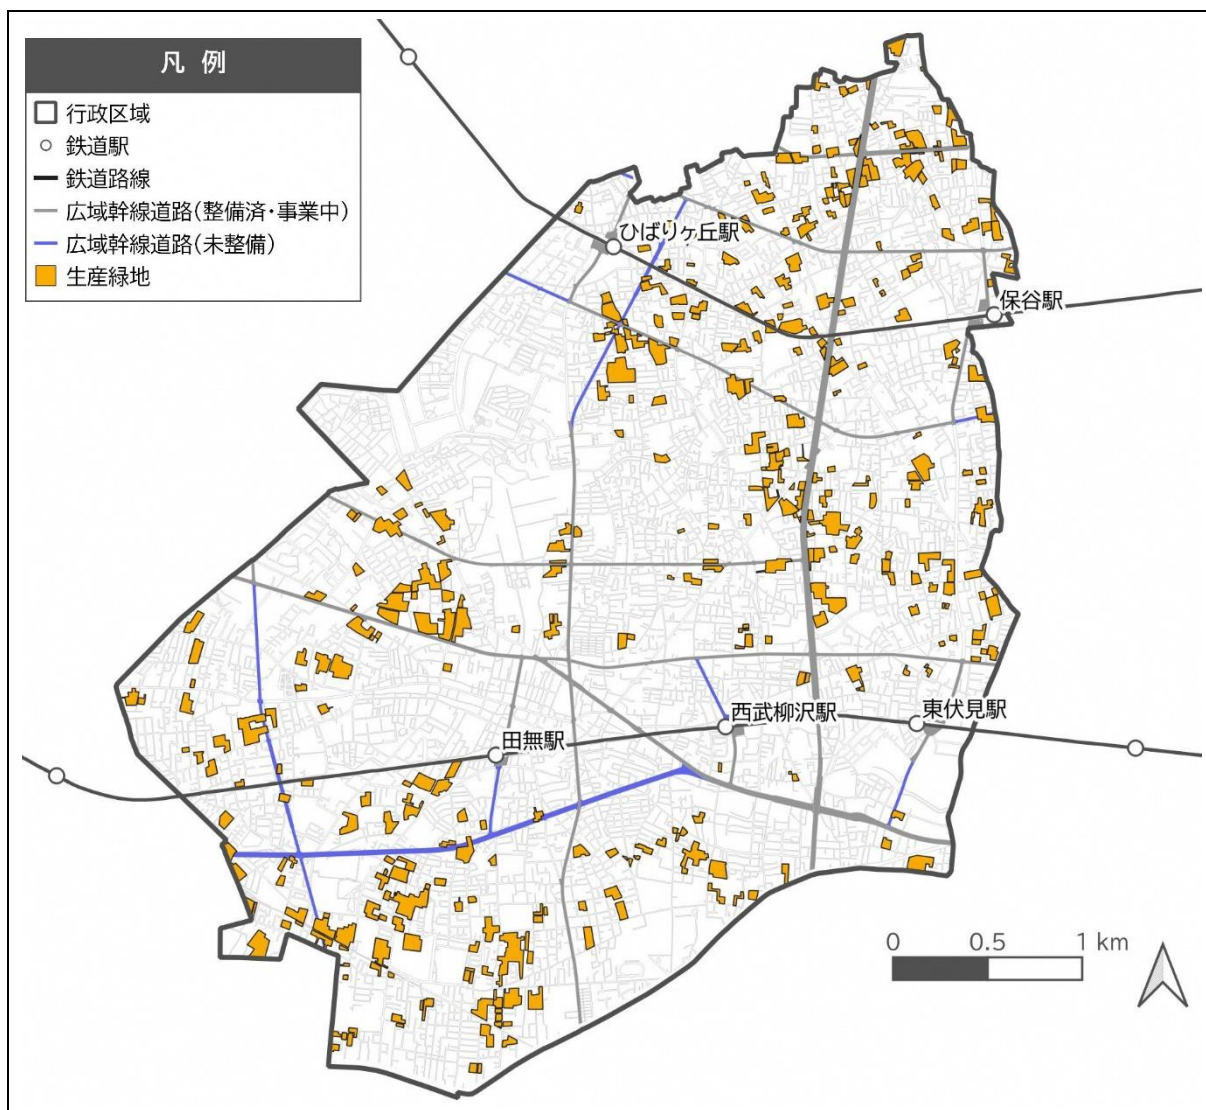 凡 例
行政区域
鉄道駅
鉄道路線
広域幹線道路(整備済・事業中)
広域幹線道路(未整備)
生産緑地
ひばりヶ丘駅
保谷駅
西武柳沢駅
東伏見駅
田無駅
0 0.5 1 km